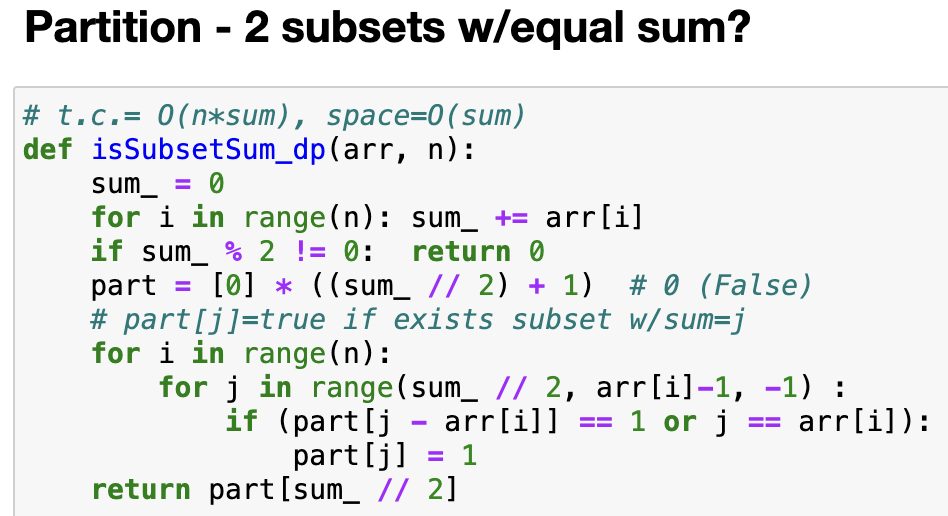 Partition - 2 subsets w/equal sum?
# t.c.= O(n*sum), space=O(sum)
def isSubsetSum_dp(arr, n):
    sum_ = 0
    for i in range(n): sum_ += arr[i]
    if sum_ % 2 != 0:  return 0
    part = [0] * ((sum_ // 2) + 1)  # 0 (False)
    # part[j]=true if exists subset w/sum=j
    for i in range(n):
        for j in range(sum_ // 2, arr[i]-1, -1) :
            if (part[j - arr[i]] == 1 or j == arr[i]):
                part[j] = 1
    return part[sum_ // 2]